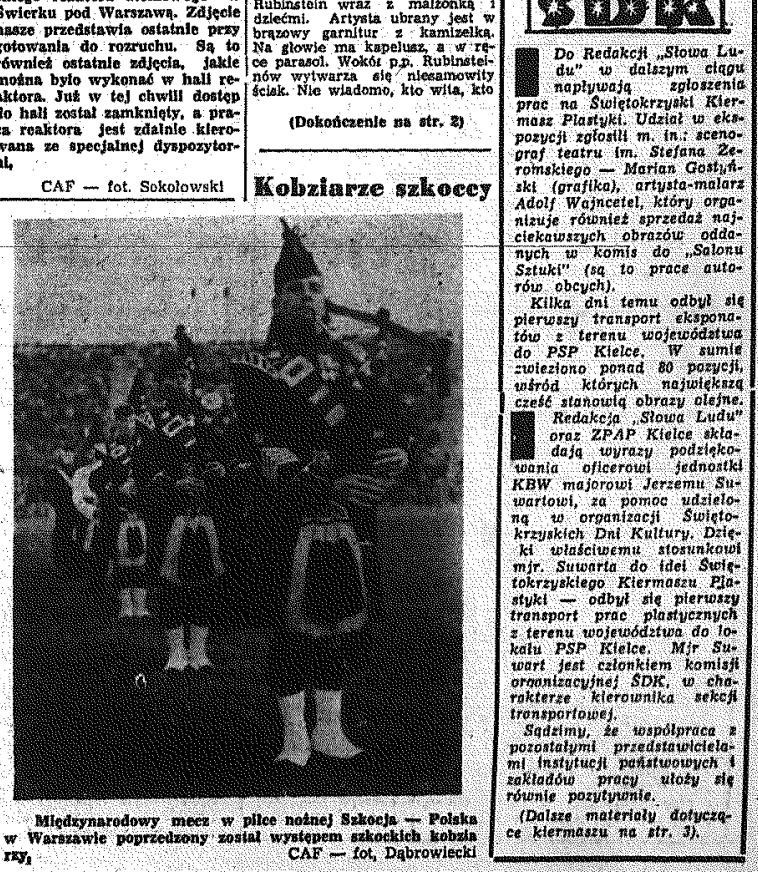 Świerku pod Warszawą. Zdjęcie
nasze przedstawia ostatnie przy
gotowania do rozruchu. Są to
również ostatnie zdjęcia, jakie
można było wykonać w hali re-
aktora. Już w tej chwili dostęp
do hali został zamknięty, a pra-
ca reaktora jest zdalnie kiero-
wana ze specjalnej dyspozytor-
ni,
CAF — fot. Sokołowski
Rubinstein wraz z małżonką i
dziećmi. Artysta ubrany jest w
brązowy garnitur z kamizelką.
Na głowie ma kapelusz, a w rę-
ce parasol. Wokół p.p. Rubinstei-
nów wytwarza się niesamowity
ścisk. Nie wiadomo, kto wita, kto
(Dokończenie na str. 2)
Kobziarze szkoccy
Międzynarodowy mecz w piłce nożnej Szkocja — Polska
w Warszawie poprzedzony został występem szkockich kobzia
rzy,
CAF — fot. Dąbrowiecki
ŚDK
Do Redakcji „Słowa Lu-
du" w dalszym ciągu
napływają zgłoszenia
prac na Świętokrzyski Kier-
masz Plastyki. Udział w eks-
pozycji zgłosili m. in.: sceno-
graf teatru im. Stefana Że-
romskiego — Marian Gostyń-
ski (grafika), artysta-malarz
Adolf Wajncetel, który orga-
nizuje również sprzedaż naj-
ciekawszych obrazów odda-
nych w komis do „Salonu
Sztuki" (są to prace auto-
rów obcych).
Kilka dni temu odbył się
pierwszy transport ekspona-
tów z terenu województwa
do PSP Kielce. W sumie
zwieziono ponad 80 pozycji,
wśród których największą
cześć stanowią obrazy olejne.
Redakcja „Słowa Ludu"
oraz ZPAP Kielce skła-
dają wyrazy podzięko-
wania oficerowi jednostki
KBW majorowi Jerzemu Su-
wartowi, za pomoc udzielo-
ną w organizacji Święto-
krzyskich Dni Kultury. Dzię-
ki właściwemu stosunkowi
mjr. Suwarta do idei Świę-
tokrzyskiego Kiermaszu Pla-
styki — odbył się pierwszy
transport prac plastycznych
z terenu województwa do lo-
kalu PSP Kielce. Mjr Su-
wart jest członkiem komisji
organizacyjnej ŚDK, w cha-
rakterze kierownika sekcji
transportowej.
Sądzimy, że współpraca z
pozostałymi przedstawiciela-
mi instytucji państwowych i
zakładów pracy ułoży się
równie pozytywnie.
(Dalsze materiały dotyczą-
ce kiermaszu na str. 3).